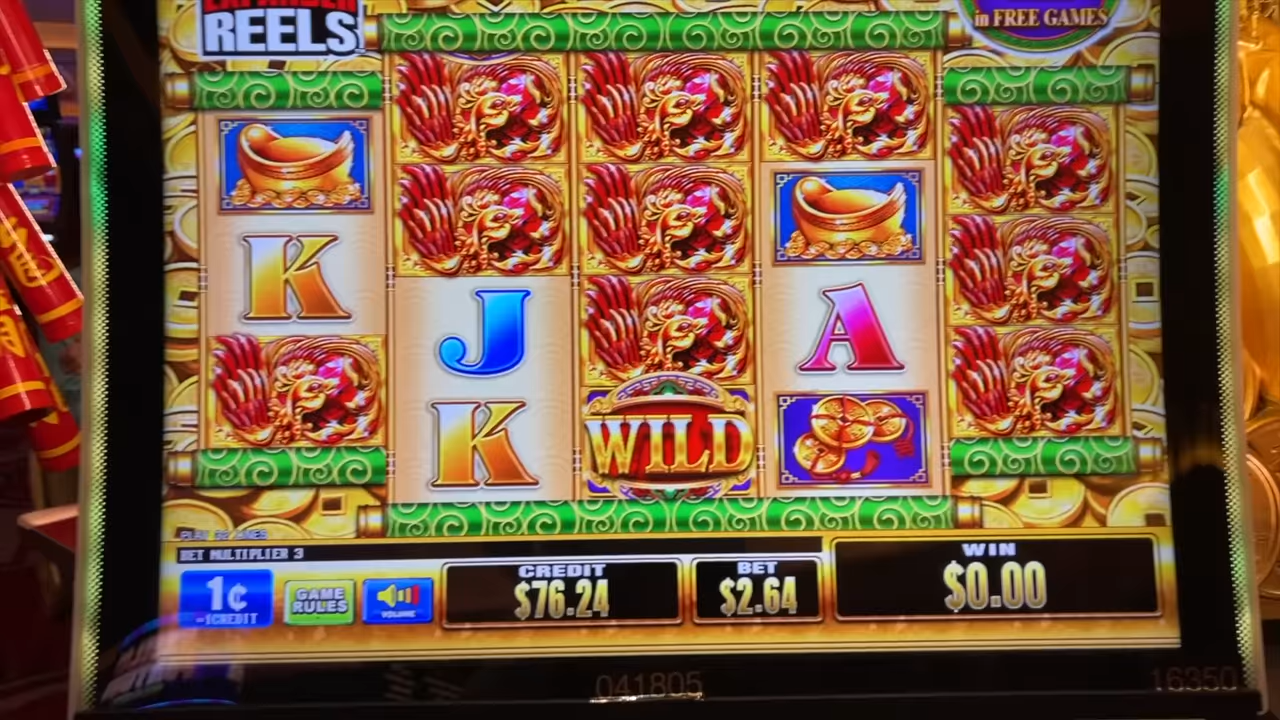 REELS
in FREE GAMES
K
J
A
K
WILD
BET MULTIPLIER 3
1¢
=1CREDIT
GAME
RULES
VOLUME
CREDIT
$76.24
BET
$2.64
WIN
$0.00
041805
16350